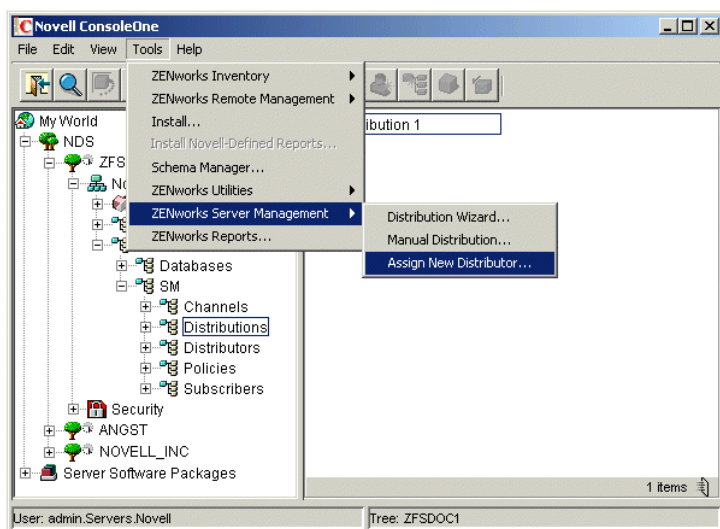 Novell ConsoleOne
File Edit View Tools Help
ZENworks Inventory
ZENworks Remote Management
Install...
Install Novell-Defined Reports...
Schema Manager...
ZENworks Utilities
ZENworks Server Management
ZENworks Reports...
Distribution Wizard...
Manual Distribution...
Assign New Distributor...
ibution 1
My World
NDS
ZFS
No
Databases
SM
Channels
Distributions
Distributors
Policies
Subscribers
Security
ANGST
NOVELL_INC
Server Software Packages
1 items
User: admin.Servers.Novell
Tree: ZFSDOC1